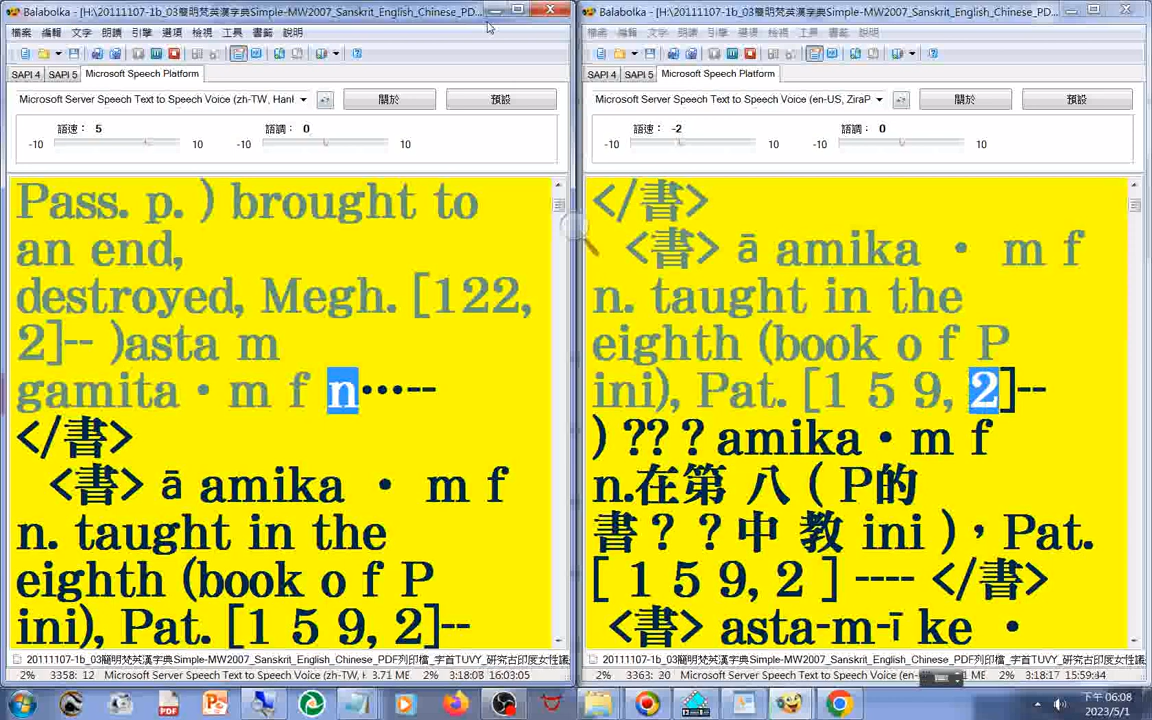 Balabolka - [H:\20111107-1b_03簡明梵英漢字典Simple-MW2007_Sanskrit_English_Chinese_PD...
檔案 編輯 文字 朗讀 引擎 選項 檢視 工具 書籤 說明
SAPI 4 SAPI 5 Microsoft Speech Platform
Microsoft Server Speech Text to Speech Voice (zh-TW, HanH
關於 預設
語速： 5 語調： 0
-10 10 -10 10
Pass. p. ) brought to
an end,
destroyed, Megh. [122,
2]-- )asta m
gamita • m f n•••--
</書>
<書> ā amika • m f
n. taught in the
eighth (book o f P
ini), Pat. [1 5 9, 2]--
20111107-1b_03簡明梵英漢字典Simple-MW2007_Sanskrit_English_Chinese_PDF列印檔_字首TUVY_研究古印度女性議
2% 3358: 12 Microsoft Server Speech Text to Speech Voice (zh-TW, H 3.71 ME 2% 3:18:03 16:03:05
Balabolka - [H:\20111107-1b_03簡明梵英漢字典Simple-MW2007_Sanskrit_English_Chinese_PD...
檔案 編輯 文字 朗讀 引擎 選項 檢視 工具 書籤 說明
SAPI 4 SAPI 5 Microsoft Speech Platform
Microsoft Server Speech Text to Speech Voice (en-US, ZiraP
關於 預設
語速： -2 語調： 0
-10 10 -10 10
</書>
<書> ā amika • m f
n. taught in the
eighth (book o f P
ini), Pat. [1 5 9, 2]--
) ?? ? amika • m f
n.在第 八 ( P的
書 ? ? 中 教 ini )，Pat.
[ 1 5 9, 2 ] ---- </書>
<書> asta-m-ī ke •
20111107-1b_03簡明梵英漢字典Simple-MW2007_Sanskrit_English_Chinese_PDF列印檔_字首TUVY_研究古印度女性議
2% 3363: 20 Microsoft Server Speech Text to Speech Voice ME 2% 3:18:17 15:59:44
下午 06:08
2023/5/1